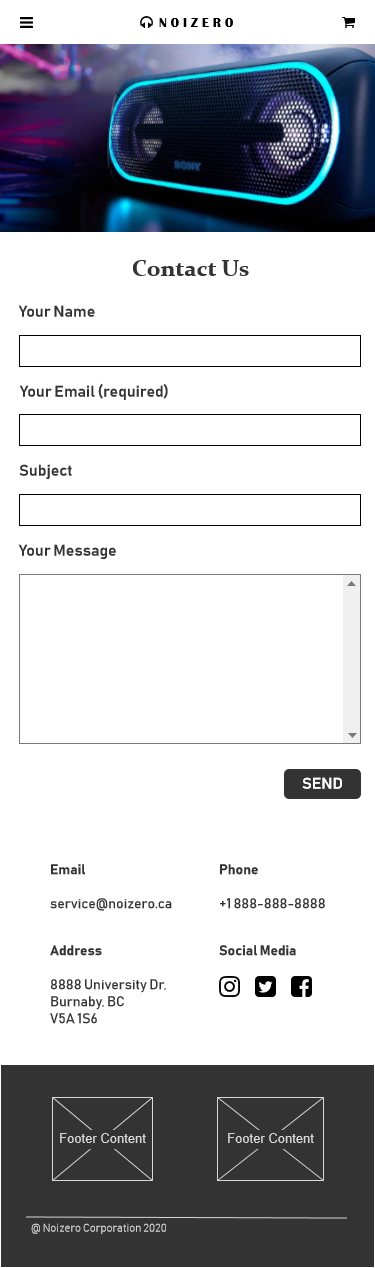 NOIZERO
SONY
Contact Us
Your Name
Your Email (required)
Subject
Your Message
SEND
Email
service@noizero.ca
Phone
+1 888-888-8888
Address
8888 University Dr,
Burnaby, BC
V5A 1S6
Social Media
Footer Content
Footer Content
@ Noizero Corporation 2020